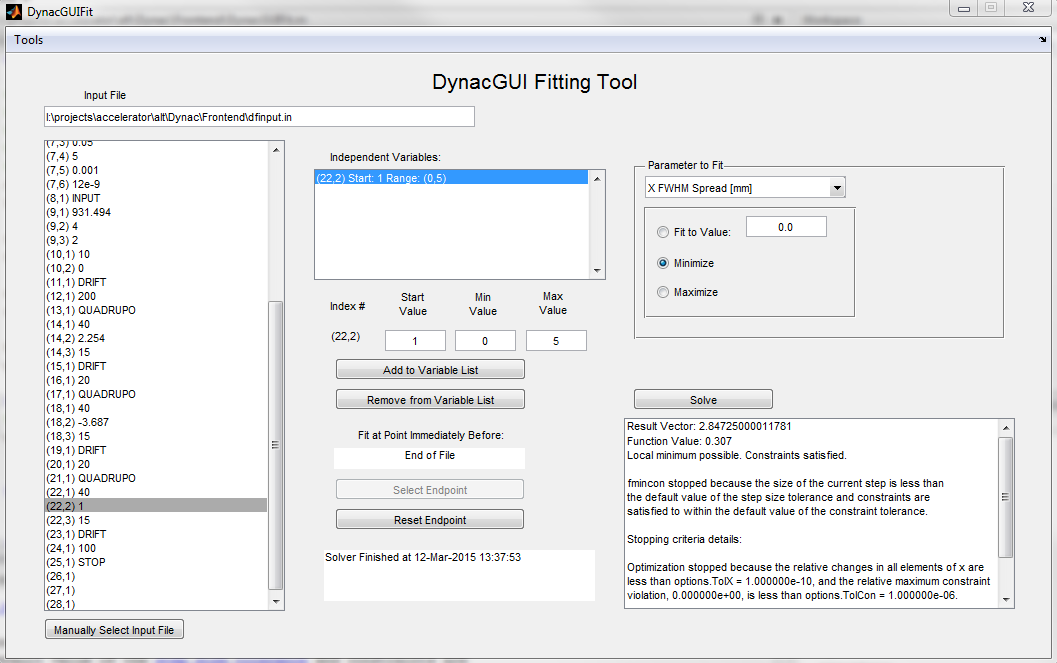 DynacGUIFit
Tools
DynacGUI Fitting Tool
Input File
I:\projects\accelerator\alt\Dynac\Frontend\dfinput.in
(7,3) 0.05
(7,4) 5
(7,5) 0.001
(7,6) 12e-9
(8,1) INPUT
(9,1) 931.494
(9,2) 4
(9,3) 2
(10,1) 10
(10,2) 0
(11,1) DRIFT
(12,1) 200
(13,1) QUADRUPO
(14,1) 40
(14,2) 2.254
(14,3) 15
(15,1) DRIFT
(16,1) 20
(17,1) QUADRUPO
(18,1) 40
(18,2) -3.687
(18,3) 15
(19,1) DRIFT
(20,1) 20
(21,1) QUADRUPO
(22,1) 40
(22,2) 1
(22,3) 15
(23,1) DRIFT
(24,1) 100
(25,1) STOP
(26,1)
(27,1)
(28,1)
Manually Select Input File
Independent Variables:
(22,2) Start: 1 Range: (0,5)
Index #
Start Value
Min Value
Max Value
(22,2)
1
0
5
Add to Variable List
Remove from Variable List
Fit at Point Immediately Before:
End of File
Select Endpoint
Reset Endpoint
Solver Finished at 12-Mar-2015 13:37:53
Parameter to Fit
X FWHM Spread [mm]
Fit to Value:
0.0
Minimize
Maximize
Solve
Result Vector: 2.84725000011781
Function Value: 0.307
Local minimum possible. Constraints satisfied.
fmincon stopped because the size of the current step is less than
the default value of the step size tolerance and constraints are
satisfied to within the default value of the constraint tolerance.
Stopping criteria details:
Optimization stopped because the relative changes in all elements of x are
less than options.TolX = 1.000000e-10, and the relative maximum constraint
violation, 0.000000e+00, is less than options.TolCon = 1.000000e-06.